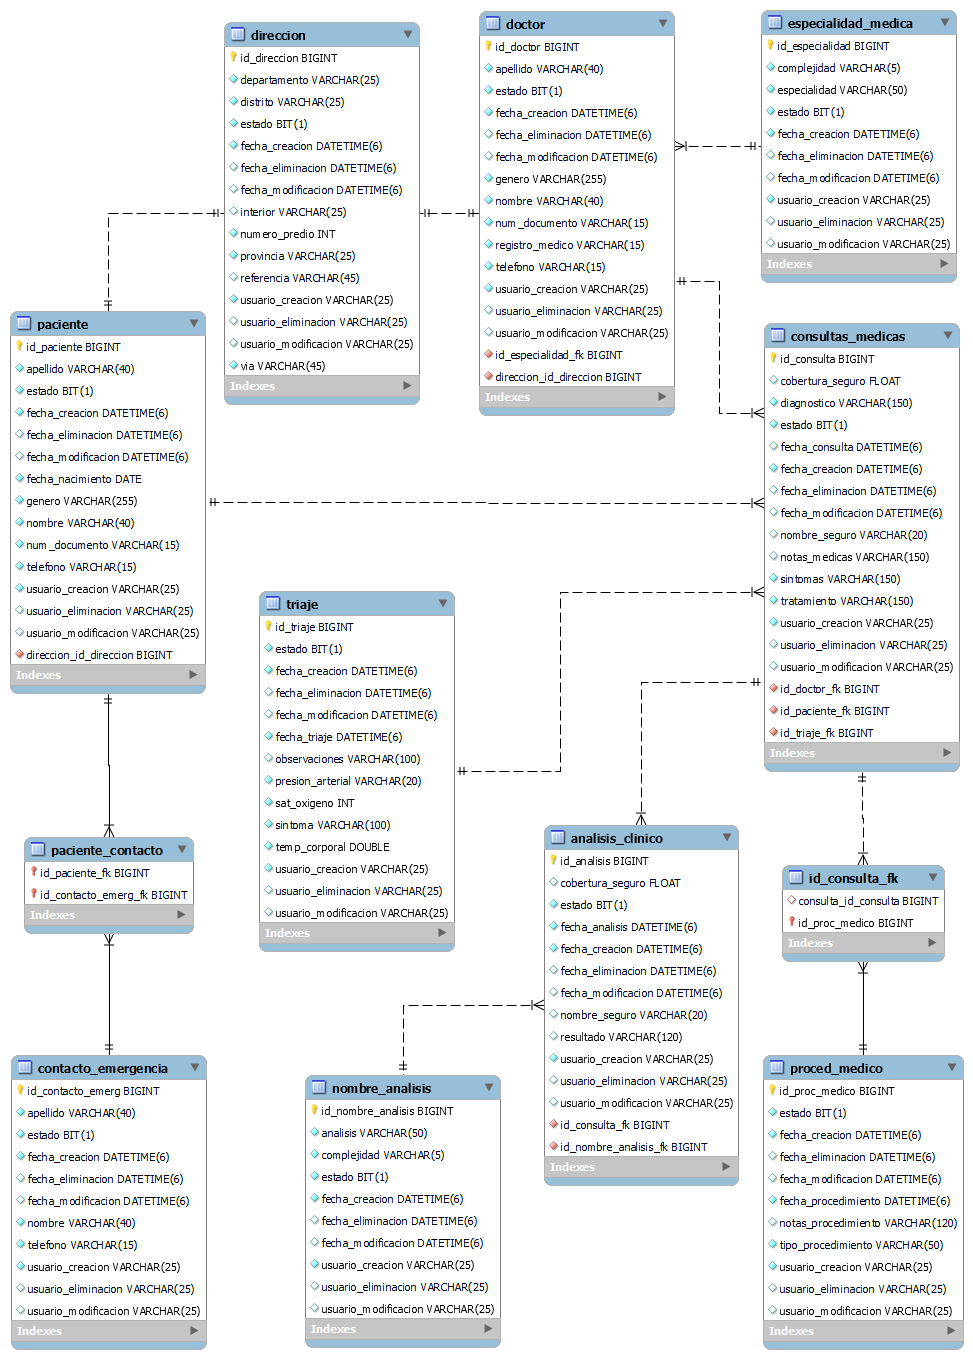 direccion
id_direccion BIGINT
departamento VARCHAR(25)
distrito VARCHAR(25)
estado BIT(1)
fecha_creacion DATETIME(6)
fecha_eliminacion DATETIME(6)
fecha_modificacion DATETIME(6)
interior VARCHAR(25)
numero_predio INT
provincia VARCHAR(25)
referencia VARCHAR(45)
usuario_creacion VARCHAR(25)
usuario_eliminacion VARCHAR(25)
usuario_modificacion VARCHAR(25)
via VARCHAR(45)
Indexes
doctor
id_doctor BIGINT
apellido VARCHAR(40)
estado BIT(1)
fecha_creacion DATETIME(6)
fecha_eliminacion DATETIME(6)
fecha_modificacion DATETIME(6)
genero VARCHAR(255)
nombre VARCHAR(40)
num_documento VARCHAR(15)
registro_medico VARCHAR(15)
telefono VARCHAR(15)
usuario_creacion VARCHAR(25)
usuario_eliminacion VARCHAR(25)
usuario_modificacion VARCHAR(25)
id_especialidad_fk BIGINT
direccion_id_direccion BIGINT
Indexes
especialidad_medica
id_especialidad BIGINT
complejidad VARCHAR(5)
especialidad VARCHAR(50)
estado BIT(1)
fecha_creacion DATETIME(6)
fecha_eliminacion DATETIME(6)
fecha_modificacion DATETIME(6)
usuario_creacion VARCHAR(25)
usuario_eliminacion VARCHAR(25)
usuario_modificacion VARCHAR(25)
Indexes
paciente
id_paciente BIGINT
apellido VARCHAR(40)
estado BIT(1)
fecha_creacion DATETIME(6)
fecha_eliminacion DATETIME(6)
fecha_modificacion DATETIME(6)
fecha_nacimiento DATE
genero VARCHAR(255)
nombre VARCHAR(40)
num_documento VARCHAR(15)
telefono VARCHAR(15)
usuario_creacion VARCHAR(25)
usuario_eliminacion VARCHAR(25)
usuario_modificacion VARCHAR(25)
direccion_id_direccion BIGINT
Indexes
consultas_medicas
id_consulta BIGINT
cobertura_seguro FLOAT
diagnostico VARCHAR(150)
estado BIT(1)
fecha_consulta DATETIME(6)
fecha_creacion DATETIME(6)
fecha_eliminacion DATETIME(6)
fecha_modificacion DATETIME(6)
nombre_seguro VARCHAR(20)
notas_medicas VARCHAR(150)
sintomas VARCHAR(150)
tratamiento VARCHAR(150)
usuario_creacion VARCHAR(25)
usuario_eliminacion VARCHAR(25)
usuario_modificacion VARCHAR(25)
id_doctor_fk BIGINT
id_paciente_fk BIGINT
id_triaje_fk BIGINT
Indexes
triaje
id_triaje BIGINT
estado BIT(1)
fecha_creacion DATETIME(6)
fecha_eliminacion DATETIME(6)
fecha_modificacion DATETIME(6)
fecha_triaje DATETIME(6)
observaciones VARCHAR(100)
presion_arterial VARCHAR(20)
sat_oxigeno INT
sintoma VARCHAR(100)
temp_corporal DOUBLE
usuario_creacion VARCHAR(25)
usuario_eliminacion VARCHAR(25)
usuario_modificacion VARCHAR(25)
Indexes
paciente_contacto
id_paciente_fk BIGINT
id_contacto_emerg_fk BIGINT
Indexes
analisis_clinico
id_analisis BIGINT
cobertura_seguro FLOAT
estado BIT(1)
fecha_analisis DATETIME(6)
fecha_creacion DATETIME(6)
fecha_eliminacion DATETIME(6)
fecha_modificacion DATETIME(6)
nombre_seguro VARCHAR(20)
resultado VARCHAR(120)
usuario_creacion VARCHAR(25)
usuario_eliminacion VARCHAR(25)
usuario_modificacion VARCHAR(25)
id_consulta_fk BIGINT
id_nombre_analisis_fk BIGINT
Indexes
id_consulta_fk
consulta_id_consulta BIGINT
id_proc_medico BIGINT
Indexes
contacto_emergencia
id_contacto_emerg BIGINT
apellido VARCHAR(40)
estado BIT(1)
fecha_creacion DATETIME(6)
fecha_eliminacion DATETIME(6)
fecha_modificacion DATETIME(6)
nombre VARCHAR(40)
telefono VARCHAR(15)
usuario_creacion VARCHAR(25)
usuario_eliminacion VARCHAR(25)
usuario_modificacion VARCHAR(25)
Indexes
nombre_analisis
id_nombre_analisis BIGINT
analisis VARCHAR(50)
complejidad VARCHAR(5)
estado BIT(1)
fecha_creacion DATETIME(6)
fecha_eliminacion DATETIME(6)
fecha_modificacion DATETIME(6)
usuario_creacion VARCHAR(25)
usuario_eliminacion VARCHAR(25)
usuario_modificacion VARCHAR(25)
Indexes
proced_medico
id_proc_medico BIGINT
estado BIT(1)
fecha_creacion DATETIME(6)
fecha_eliminacion DATETIME(6)
fecha_modificacion DATETIME(6)
fecha_procedimiento DATETIME(6)
notas_procedimiento VARCHAR(120)
tipo_procedimiento VARCHAR(50)
usuario_creacion VARCHAR(25)
usuario_eliminacion VARCHAR(25)
usuario_modificacion VARCHAR(25)
Indexes